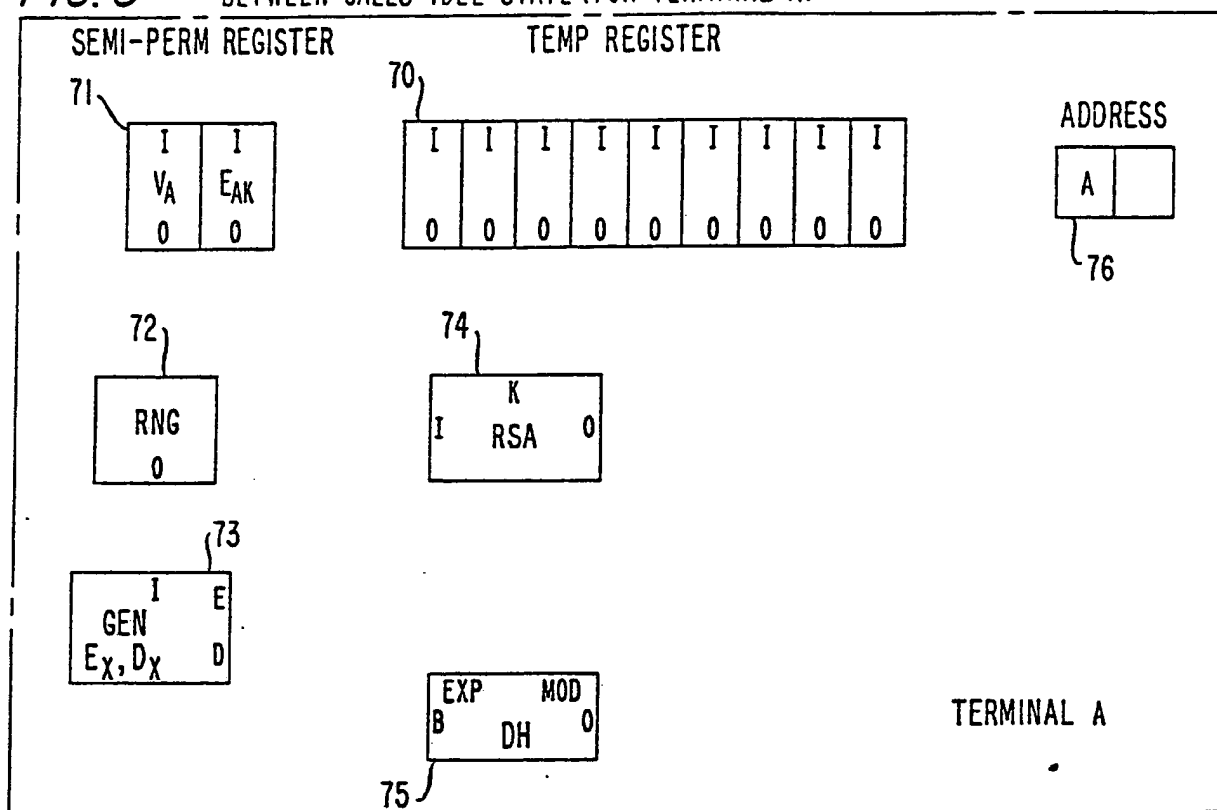 SEMI-PERM REGISTER TEMP REGISTER
71 70
ADDRESS
I I I I I I I I I I I
V_A E_AK A
0 0 0 0 0 0 0 0 0 0 0
76
72 74
K
RNG I RSA 0
0
73
I E
GEN
E_X, D_X D
EXP MOD
B DH 0
TERMINAL A
75